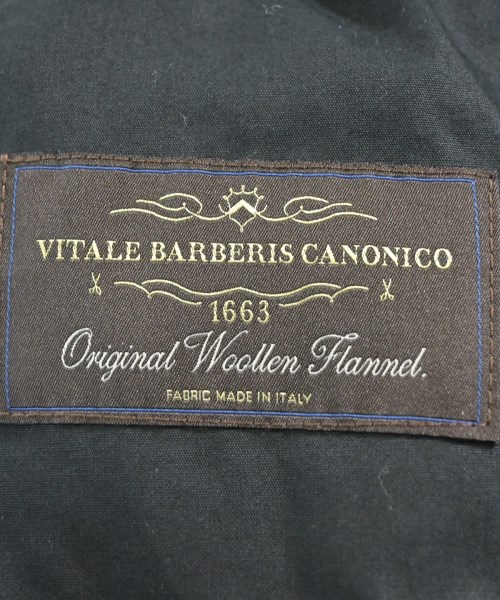 VITALE BARBERIS CANONICO
1663
Original Woollen Flannel.
FABRIC MADE IN ITALY